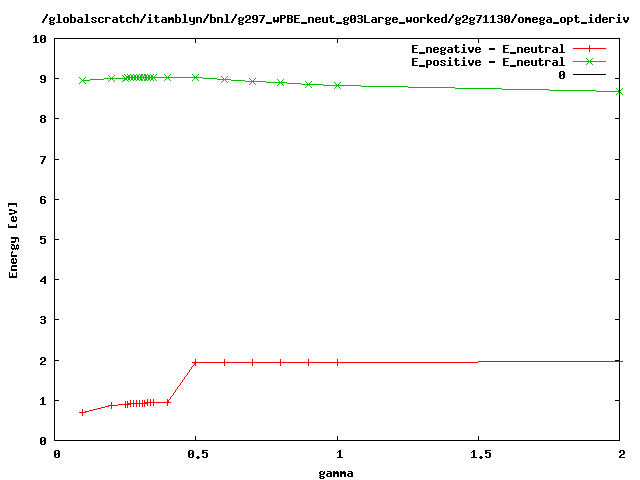 /globalscratch/itamblyn/bnl/g297_wPBE_neut_g03Large_worked/g2g71130/omega_opt_ideriv
E_negative - E_neutral
E_positive - E_neutral
0
10
9
8
7
6
5
4
3
2
1
0
Energy [eV]
0 0.5 1 1.5 2
gamma